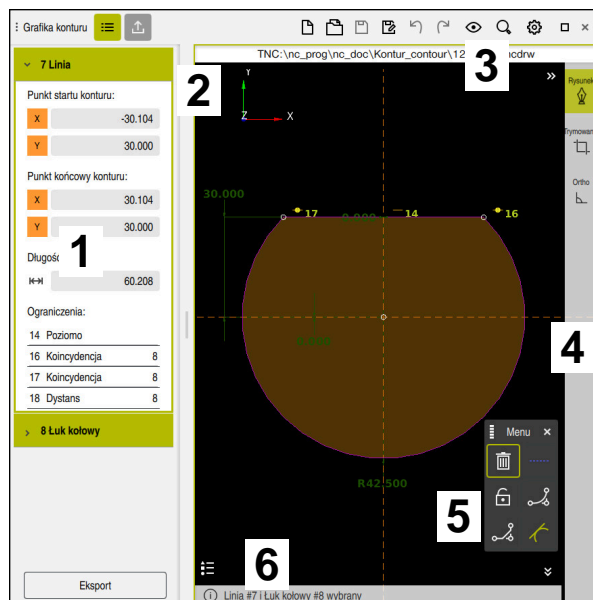 Grafika konturu
TNC:\nc_prog\nc_doc\Kontur_contour\12
cdrw
7 Linia
Punkt startu konturu:
X -30.104
Y 30.000
Punkt końcowy konturu:
X 30.104
Y 30.000
60.208
Ograniczenia:
14 Poziomo
16 Koincydencja 8
17 Koincydencja 8
18 Dystans 8
8 Łuk kołowy
Eksport
1
2
3
4
5
6
Y
Z X
30.000
17
0.000
14
16
R42.500
Rysunek
Ortho
Menu
Linia #7 i Łuk kołowy #8 wybrany